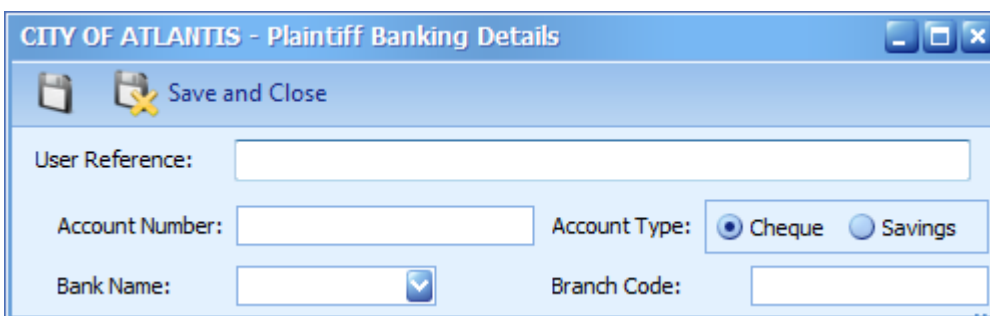 CITY OF ATLANTIS - Plaintiff Banking Details
Save and Close
User Reference:
Account Number: Account Type: Cheque Savings
Bank Name: Branch Code: